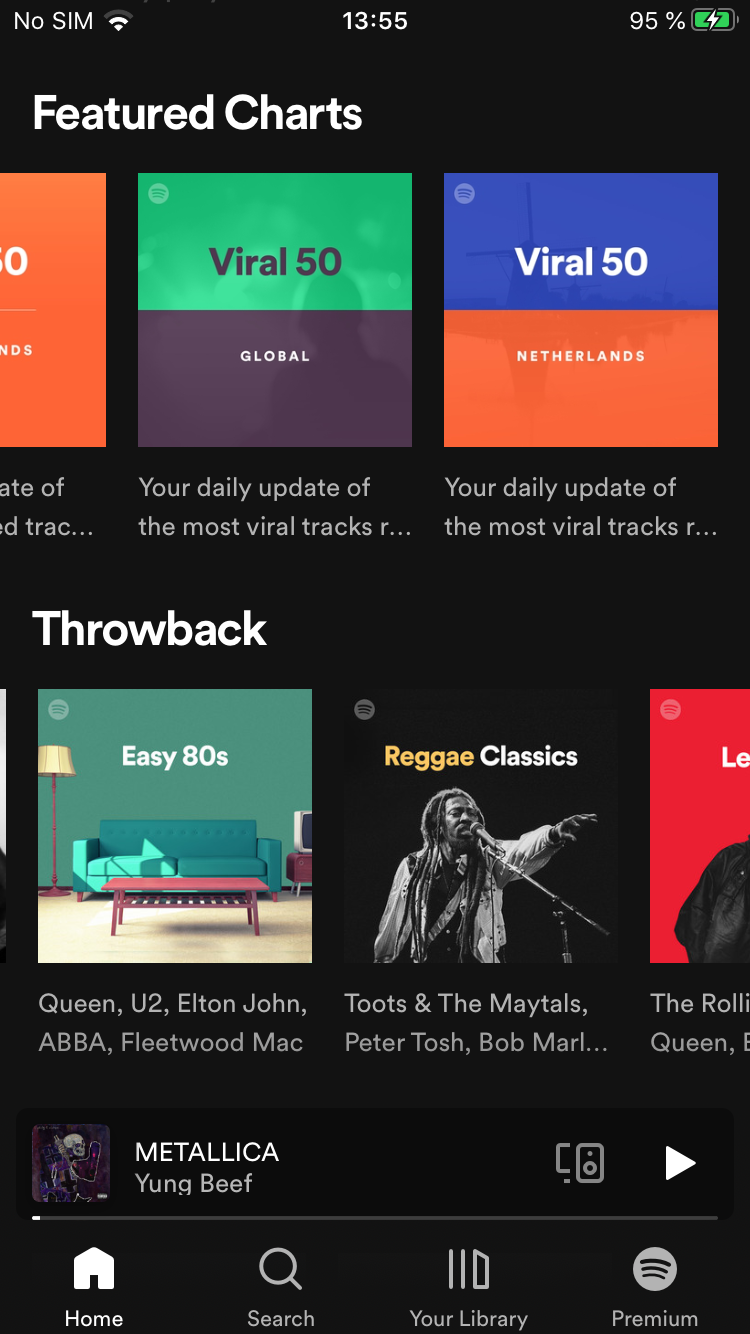 No SIM 13:55 95 %
Featured Charts
50
NDS
Viral 50
GLOBAL
Viral 50
NETHERLANDS
ate of
ed trac...
Your daily update of
the most viral tracks r...
Your daily update of
the most viral tracks r...
Throwback
Easy 80s
Reggae Classics
Le
Queen, U2, Elton John,
ABBA, Fleetwood Mac
Toots & The Maytals,
Peter Tosh, Bob Marl...
The Rolli
Queen, E
METALLICA
Yung Beef
Home
Search
Your Library
Premium